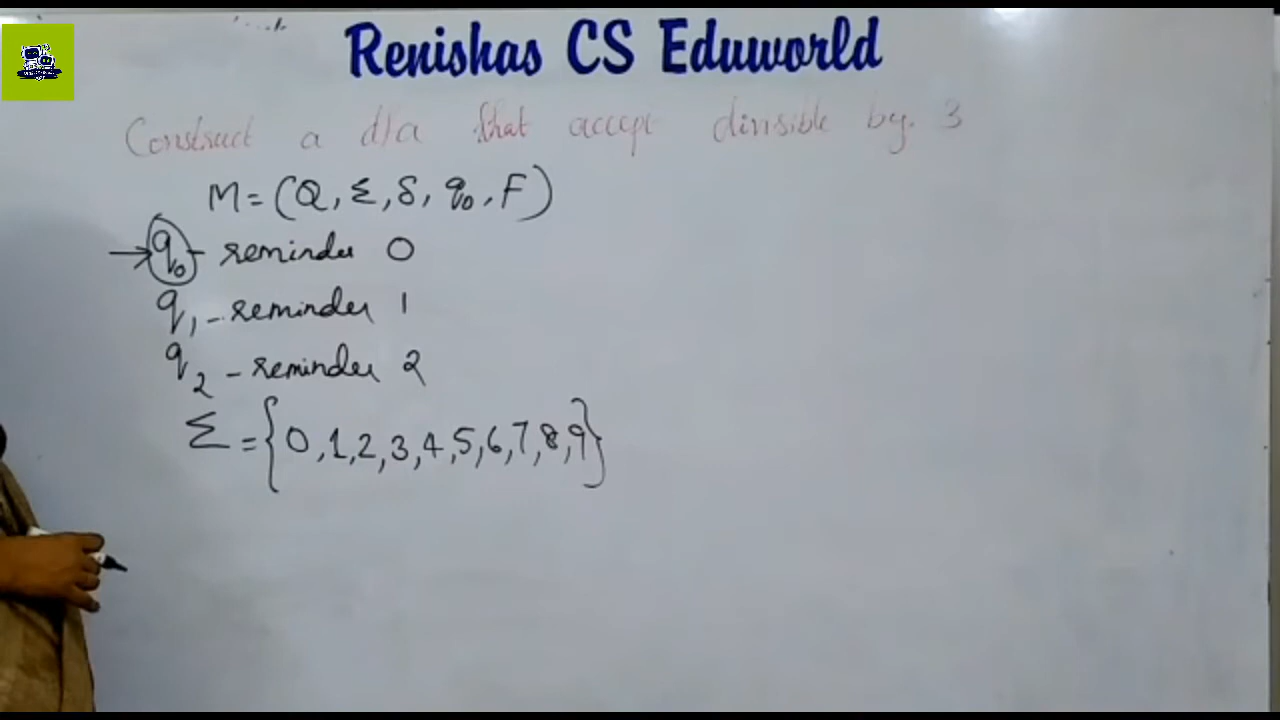 Renishas CS Eduworld
Construct a dfa that accept divisible by. 3
M = (Q, Σ, δ, q₀, F)
→ q₀ - reminder 0
q₁ - reminder 1
q₂ - reminder 2
Σ = {0,1,2,3,4,5,6,7,8,9}